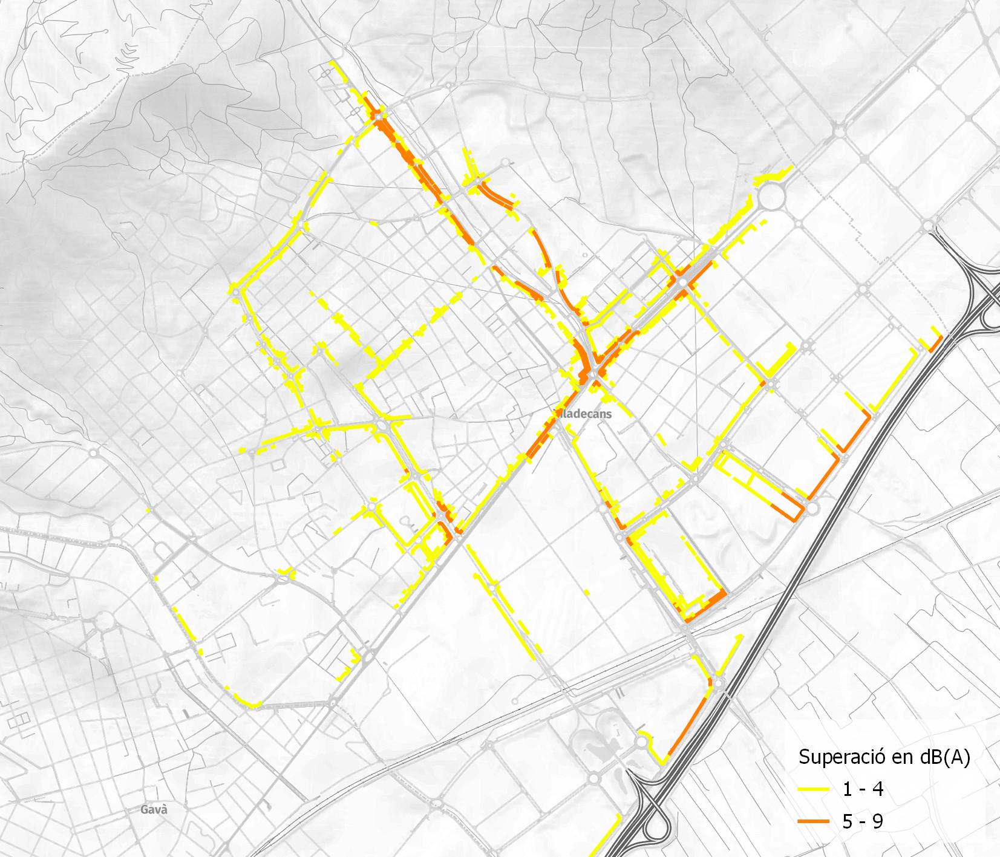 Viladecans
Superació en dB(A)
1 - 4
5 - 9
Gavà